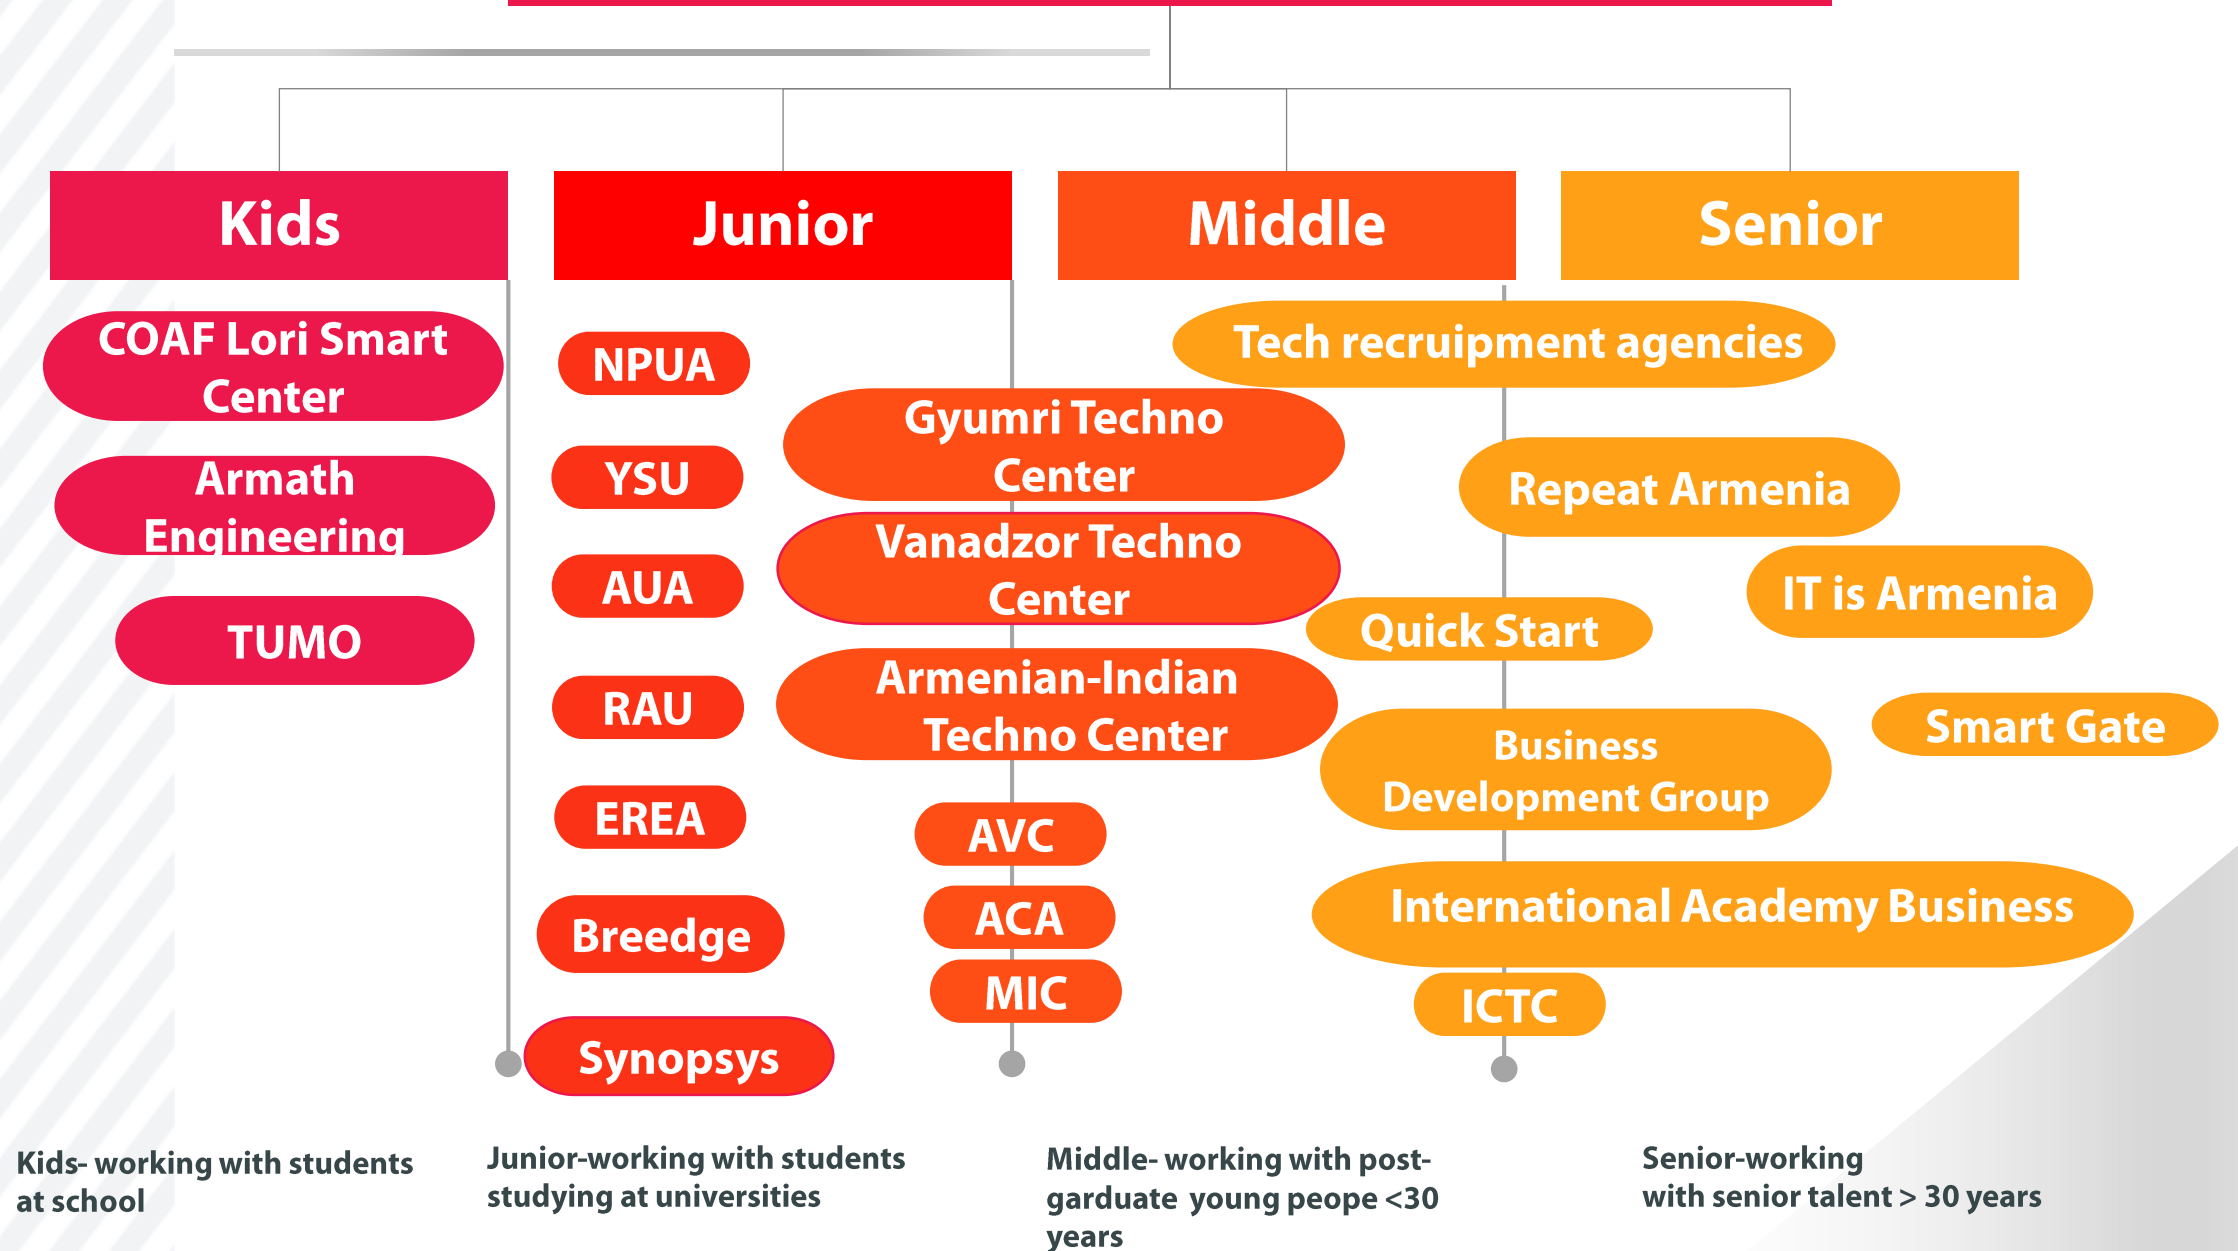 Kids
Junior
Middle
Senior
COAF Lori Smart
Center
Armath
Engineering
TUMO
NPUA
YSU
AUA
RAU
EREA
Breedge
Synopsys
Gyumri Techno
Center
Vanadzor Techno
Center
Armenian-Indian
Techno Center
AVC
ACA
MIC
Tech recruipment agencies
Repeat Armenia
IT is Armenia
Quick Start
Smart Gate
Business
Development Group
International Academy Business
ICTC
Kids- working with students
at school
Junior-working with students
studying at universities
Middle- working with post-
garduate young peope <30
years
Senior-working
with senior talent > 30 years